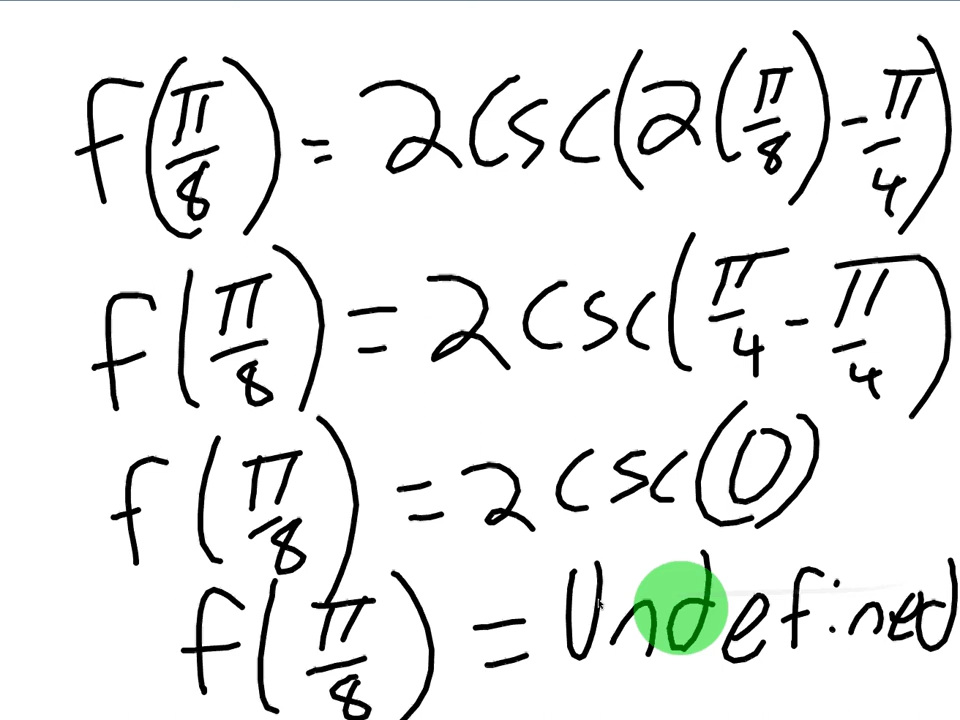 f(π/8) = 2csc(2(π/8) - π/4)
f(π/8) = 2csc(π/4 - π/4)
f(π/8) = 2csc(0)
f(π/8) = Undefined